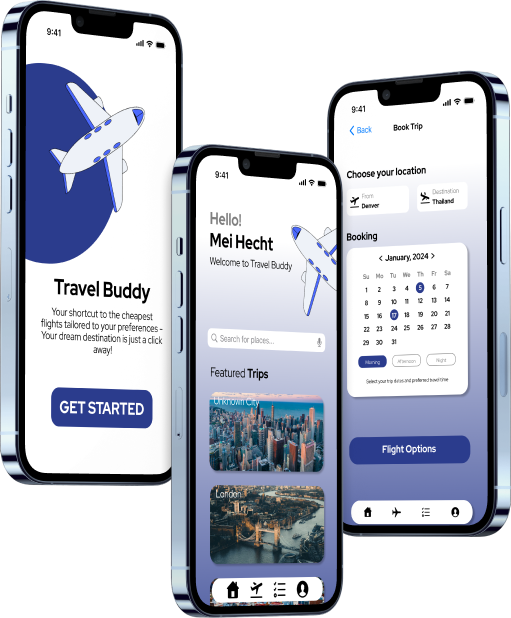 9:41
Travel Buddy
Your shortcut to the cheapest
flights tailored to your preferences -
Your dream destination is just a click
away!
GET STARTED
9:41
Hello!
Mei Hecht
Welcome to Travel Buddy
Search for places...
Featured Trips
Unknown City
London
9:41
Back
Book Trip
Choose your location
From
Denver
Destination
Thailand
Booking
January, 2024
Su Mo Tu We Th Fr Sa
1 2 3 4 5 6 7
8 9 10 11 12 13 14
15 16 17 18 19 20 21
22 23 24 25 26 27 28
29 30 31
Morning
Afternoon
Night
Select your trip dates and preferred travel time
Flight Options